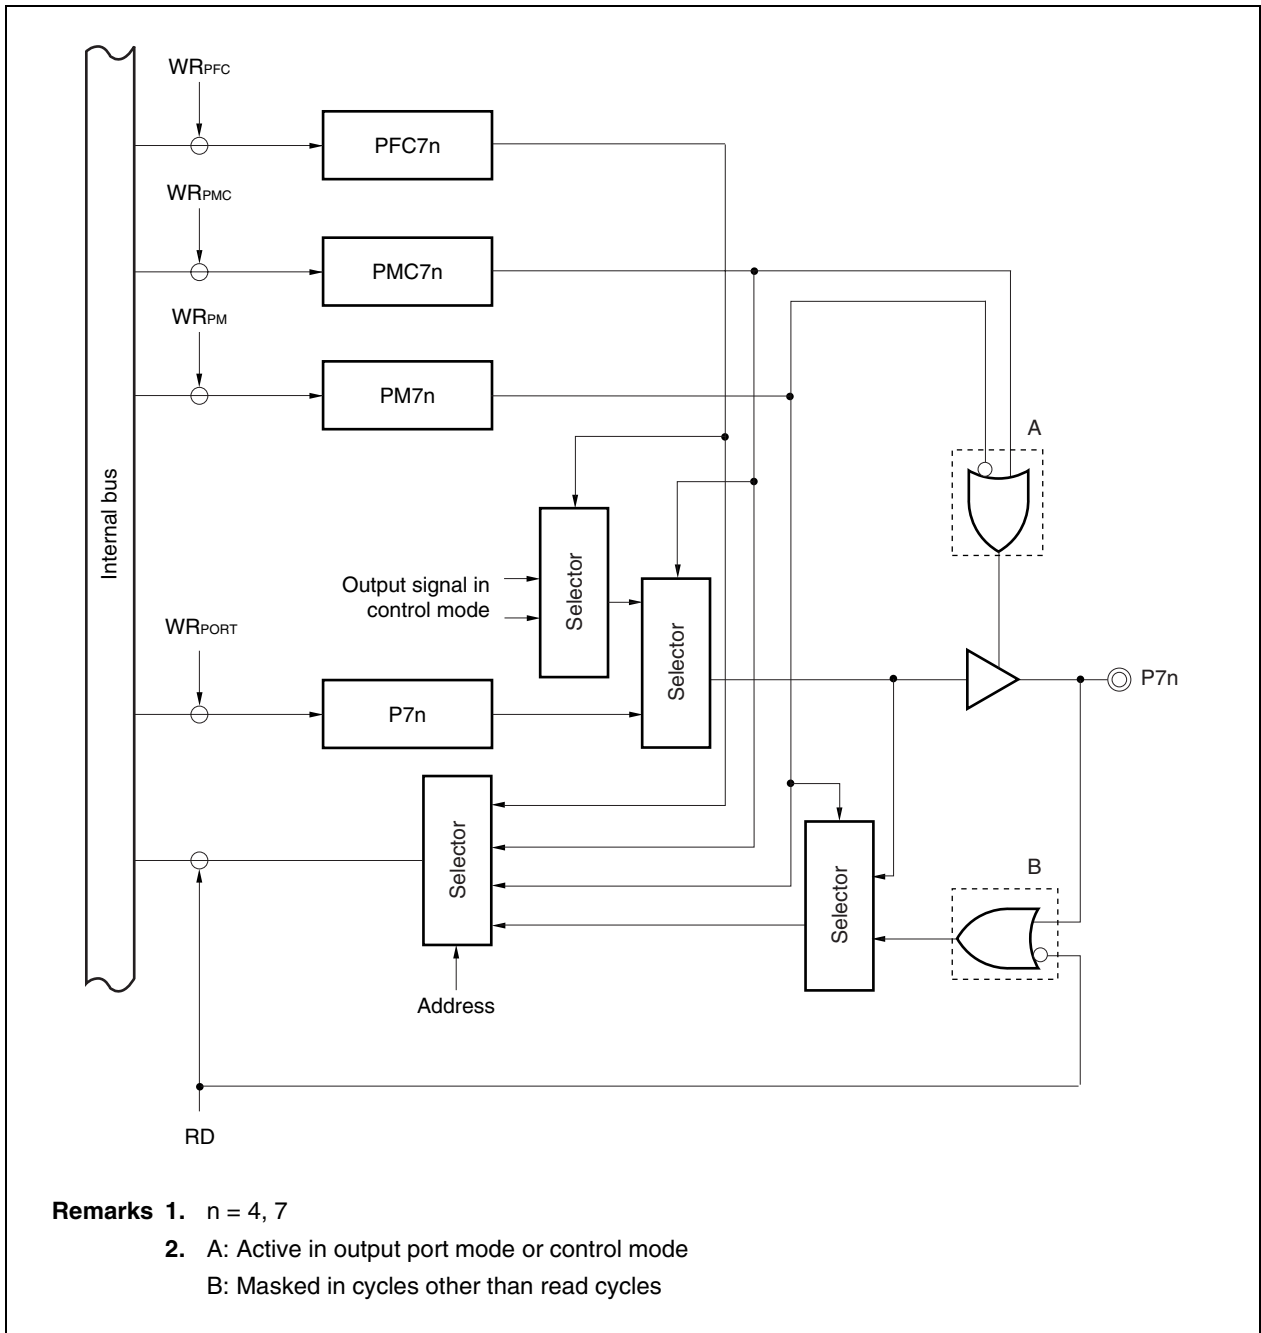 WRPFC
PFC7n
WRPMC
PMC7n
WRPM
PM7n
A
Internal bus
Selector
Output signal in
control mode
Selector
WRPORT
P7n
P7n
Selector
Selector
B
Address
RD
Remarks 1. n = 4, 7
2. A: Active in output port mode or control mode
B: Masked in cycles other than read cycles